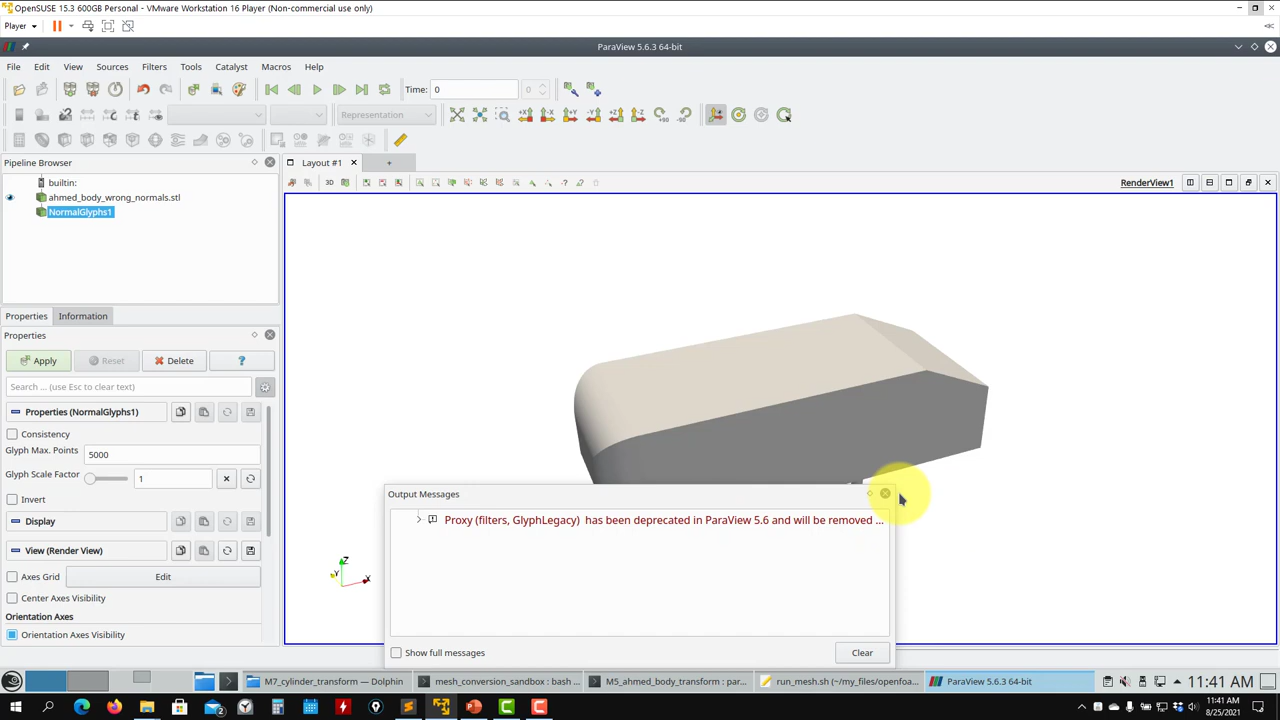 OpenSUSE 15.3 600GB Personal - VMware Workstation 16 Player (Non-commercial use only)
Player
ParaView 5.6.3 64-bit
File Edit View Sources Filters Tools Catalyst Macros Help
Time: 0 0
Representation
+X -X +Y -Y +Z -Z +90 -90
Pipeline Browser
Layout #1 +
builtin:
3D
RenderView1
ahmed_body_wrong_normals.stl
NormalGlyphs1
Properties Information
Properties
Apply Reset Delete ?
Search ... (use Esc to clear text)
Properties (NormalGlyphs1)
Consistency
Glyph Max. Points 5000
Glyph Scale Factor 1
Invert
Output Messages
Display
Proxy (filters, GlyphLegacy) has been deprecated in ParaView 5.6 and will be removed ...
View (Render View)
Axes Grid Edit
Center Axes Visibility
Orientation Axes
Orientation Axes Visibility
Z
Y
X
Show full messages Clear
M7_cylinder_transform — Dolphin mesh_conversion_sandbox : bash ... M5_ahmed_body_transform : par... run_mesh.sh (~/my_files/openfoa... ParaView 5.6.3 64-bit 11:41 AM
11:41 AM
8/25/2021